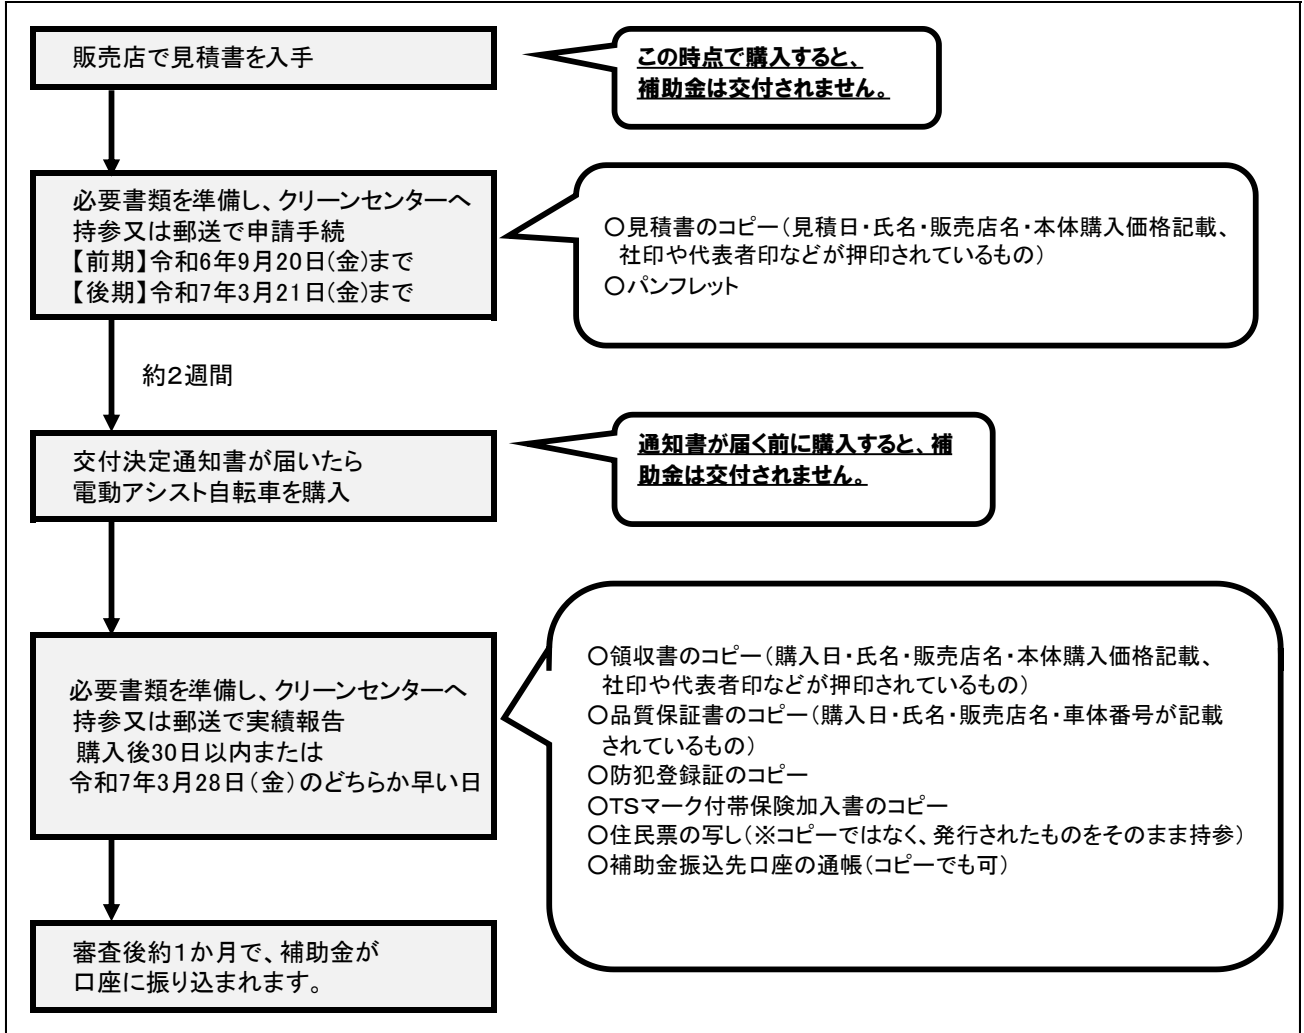 販売店で見積書を入手
この時点で購入すると、
補助金は交付されません。
必要書類を準備し、クリーンセンターへ
持参又は郵送で申請手続
【前期】令和6年9月20日(金)まで
【後期】令和7年3月21日(金)まで
〇見積書のコピー（見積日・氏名・販売店名・本体購入価格記載、
社印や代表者印などが押印されているもの）
〇パンフレット
約２週間
交付決定通知書が届いたら
電動アシスト自転車を購入
通知書が届く前に購入すると、補
助金は交付されません。
必要書類を準備し、クリーンセンターへ
持参又は郵送で実績報告
購入後30日以内または
令和7年3月28日（金）のどちらか早い日
〇領収書のコピー（購入日・氏名・販売店名・本体購入価格記載、
社印や代表者印などが押印されているもの）
〇品質保証書のコピー（購入日・氏名・販売店名・車体番号が記載
されているもの）
〇防犯登録証のコピー
〇TSマーク付帯保険加入書のコピー
〇住民票の写し（※コピーではなく、発行されたものをそのまま持参）
〇補助金振込先口座の通帳（コピーでも可）
審査後約１か月で、補助金が
口座に振り込まれます。